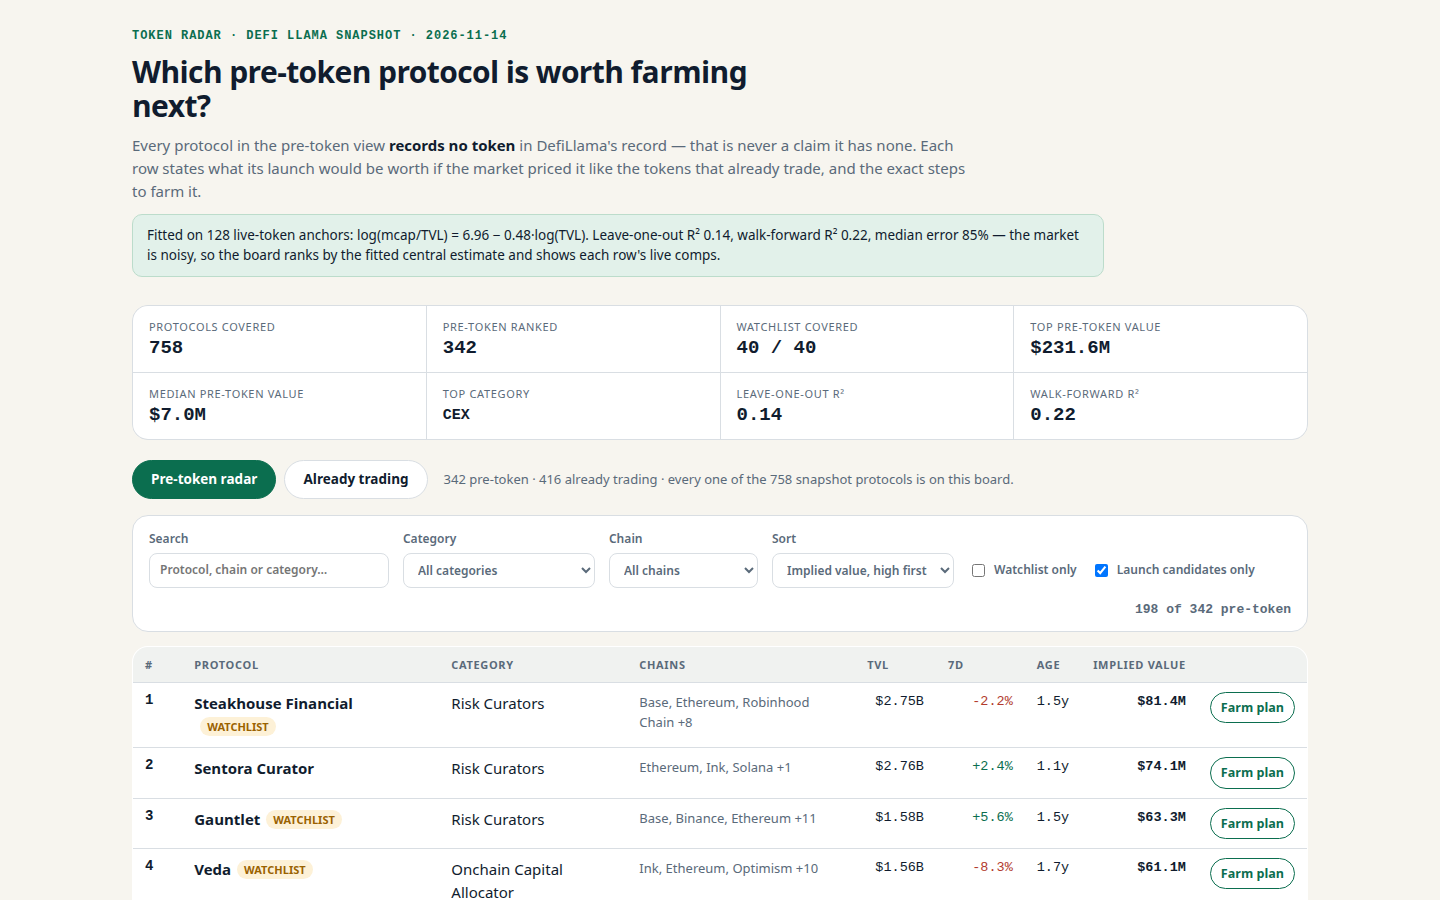 TOKEN RADAR · DEFI LLAMA SNAPSHOT · 2026-11-14
Which pre-token protocol is worth farming
next?
Every protocol in the pre-token view records no token in DefiLlama's record — that is never a claim it has none. Each
row states what its launch would be worth if the market priced it like the tokens that already trade, and the exact steps
to farm it.
Fitted on 128 live-token anchors: log(mcap/TVL) = 6.96 − 0.48·log(TVL). Leave-one-out R² 0.14, walk-forward R² 0.22, median error 85% — the market
is noisy, so the board ranks by the fitted central estimate and shows each row's live comps.
PROTOCOLS COVERED PRE-TOKEN RANKED WATCHLIST COVERED TOP PRE-TOKEN VALUE
758 342 40 / 40 $231.6M
MEDIAN PRE-TOKEN VALUE TOP CATEGORY LEAVE-ONE-OUT R² WALK-FORWARD R²
$7.0M CEX 0.14 0.22
Pre-token radar Already trading 342 pre-token · 416 already trading · every one of the 758 snapshot protocols is on this board.
Search Category Chain Sort
Protocol, chain or category... All categories All chains Implied value, high first Watchlist only Launch candidates only
198 of 342 pre-token
# PROTOCOL CATEGORY CHAINS TVL 7D AGE IMPLIED VALUE
1 Steakhouse Financial Risk Curators Base, Ethereum, Robinhood $2.75B -2.2% 1.5y $81.4M Farm plan
WATCHLIST Chain +8
2 Sentora Curator Risk Curators Ethereum, Ink, Solana +1 $2.76B +2.4% 1.1y $74.1M Farm plan
3 Gauntlet WATCHLIST Risk Curators Base, Binance, Ethereum +11 $1.58B +5.6% 1.5y $63.3M Farm plan
4 Veda WATCHLIST Onchain Capital Ink, Ethereum, Optimism +10 $1.56B -8.3% 1.7y $61.1M Farm plan
Allocator